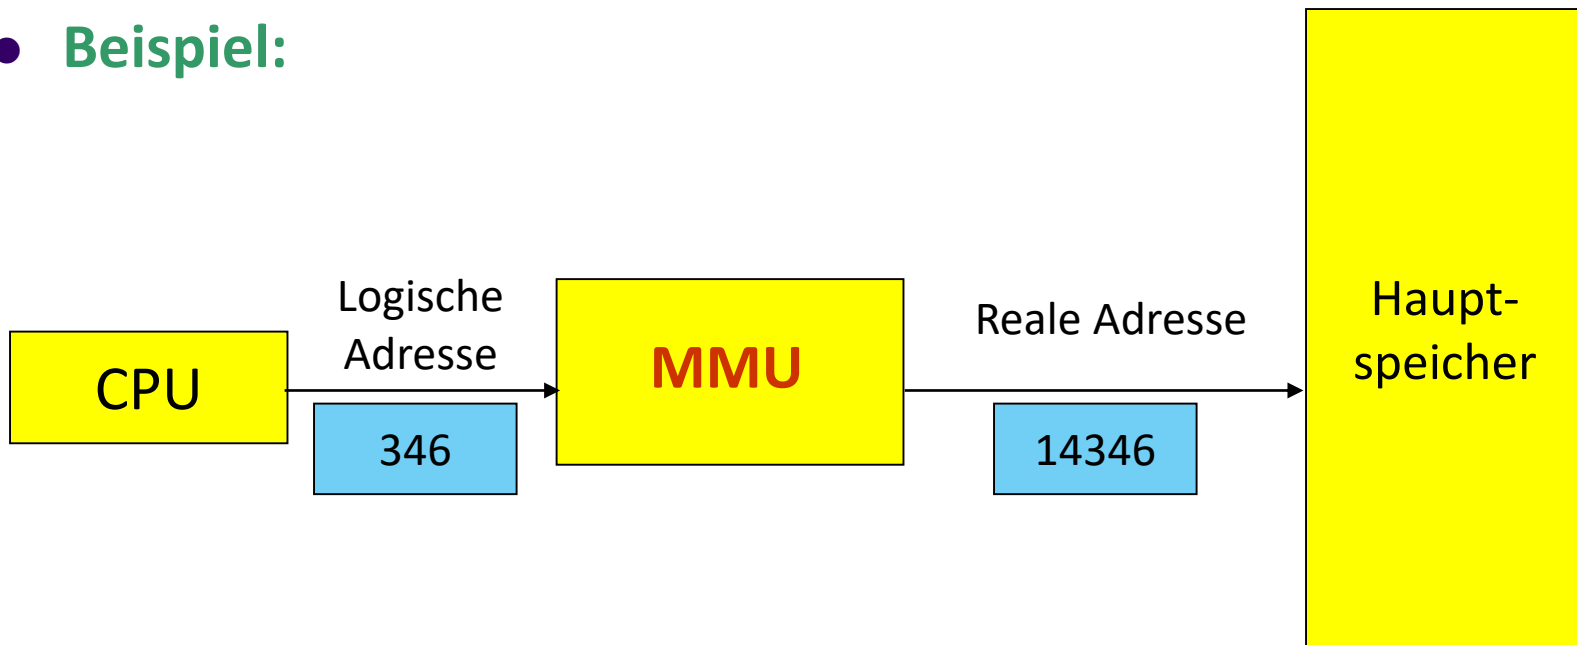 ● Beispiel:
Logische
Adresse
Reale Adresse
Haupt-
speicher
CPU
MMU
346
14346